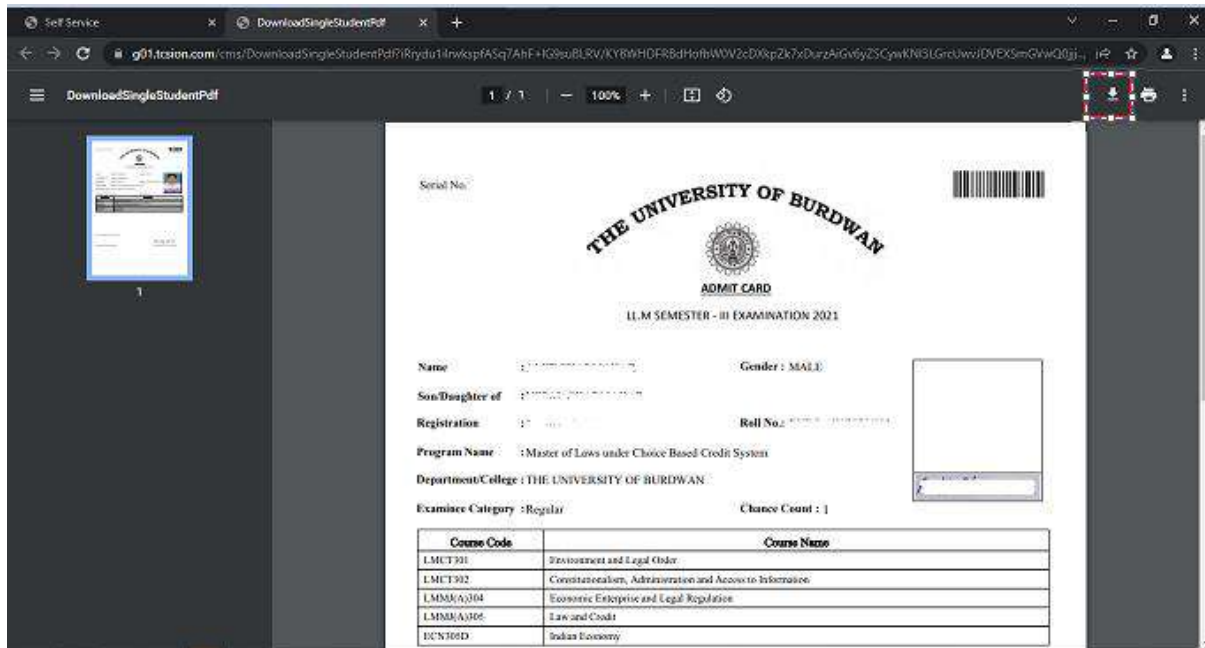 Self Service
DownloadSingleStudentPdf
DownloadSingleStudentPdf
1 / 1
100%
1
Serial No.
THE UNIVERSITY OF BURDWAN
ADMIT CARD
LL.M SEMESTER - III EXAMINATION 2021
Name : Gender : MALE
Son/Daughter of :
Registration : Roll No.:
Program Name : Master of Laws under Choice Based Credit System
Department/College : THE UNIVERSITY OF BURDWAN
Examinee Category : Regular Chance Count : 1
Course Code Course Name
LMCT301 Environment and Legal Order
LMCT302 Constitutionalism, Administration and Access to Information
LMMJ(A)304 Economic Enterprise and Legal Regulation
LMMJ(A)305 Law and Credit
Indian Economy